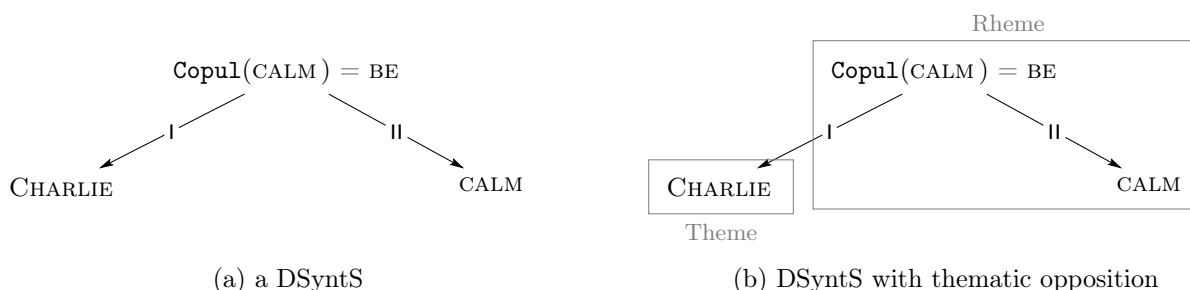 Rheme
Copul(CALM) = BE
Copul(CALM) = BE
I
II
I
II
CHARLIE
CALM
CHARLIE
CALM
Theme
(a) a DSyntS
(b) DSyntS with thematic opposition